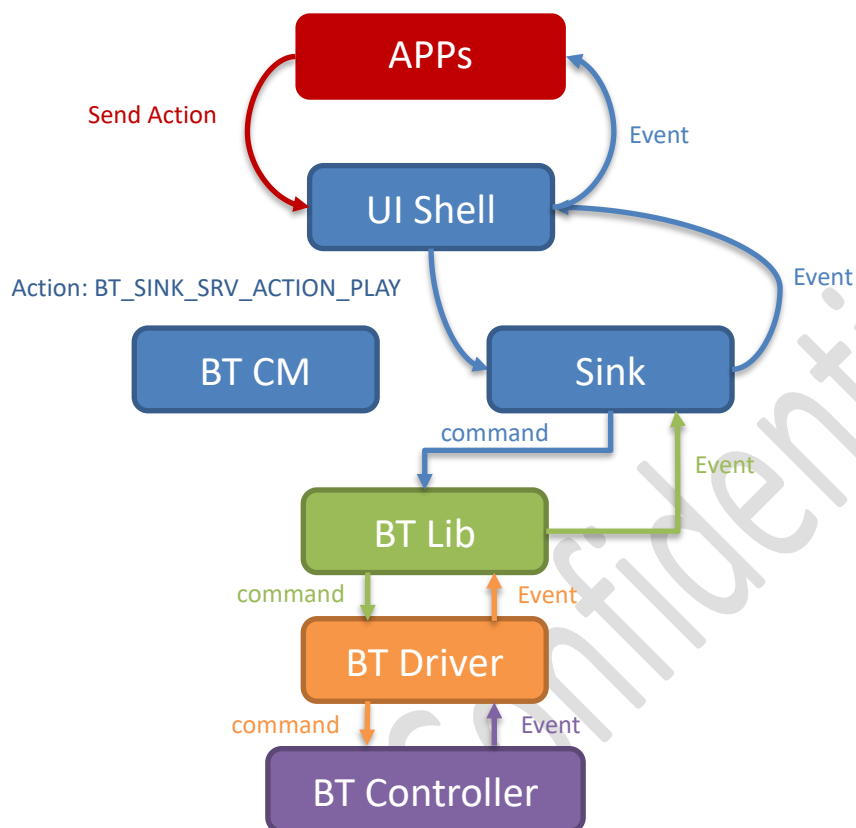 APPs
Send Action
Event
UI Shell
Action: BT_SINK_SRV_ACTION_PLAY
Event
BT CM
Sink
command
Event
BT Lib
command
Event
BT Driver
command
Event
BT Controller
Confidenti